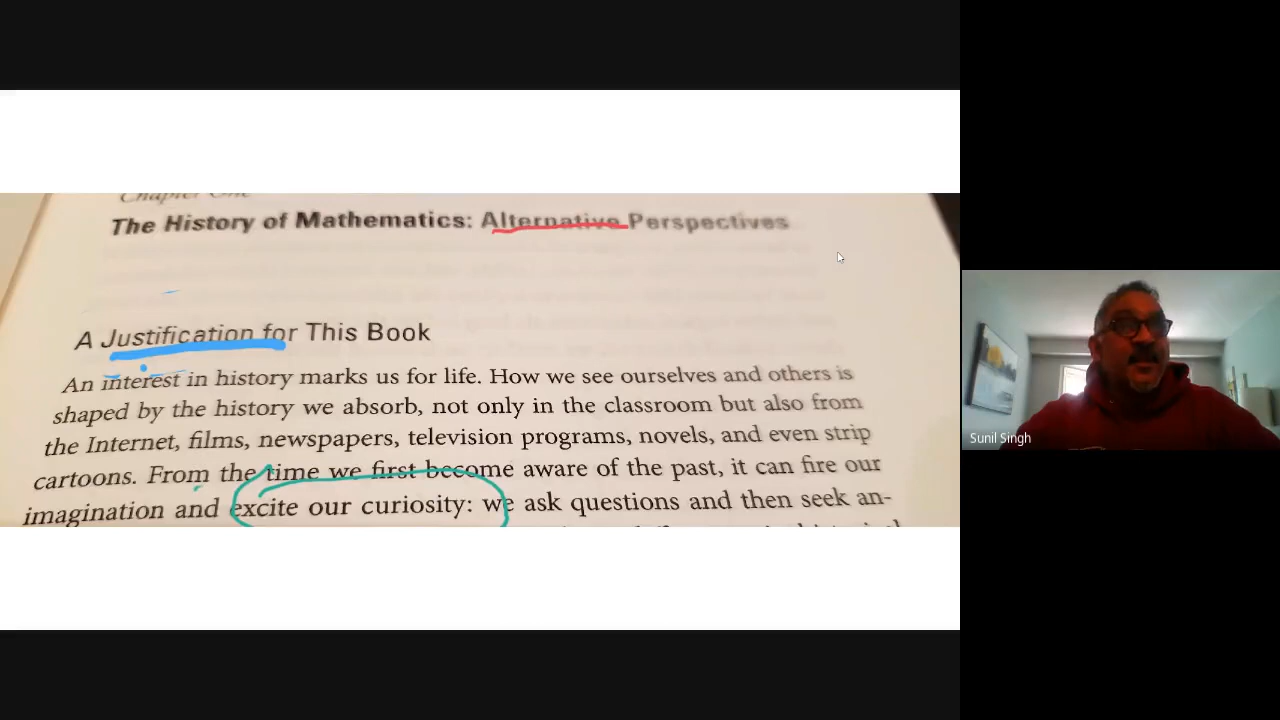 Chapter One
The History of Mathematics: Alternative Perspectives
A Justification for This Book
An interest in history marks us for life. How we see ourselves and others is
shaped by the history we absorb, not only in the classroom but also from
the Internet, films, newspapers, television programs, novels, and even strip
cartoons. From the time we first become aware of the past, it can fire our
imagination and excite our curiosity: we ask questions and then seek an-
Sunil Singh